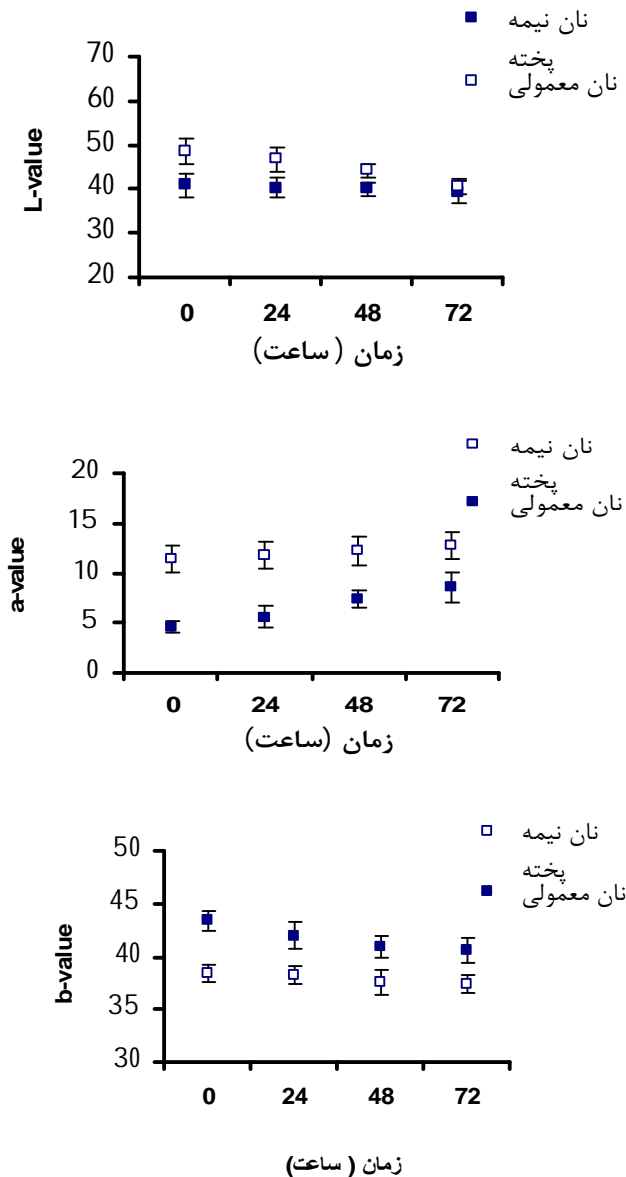 نان نیمه
پخته
نان معمولی
70
60
50
40
30
20
L-value
0 24 48 72
زمان ( ساعت)
نان نیمه
پخته
نان معمولی
20
15
10
5
0
a-value
0 24 48 72
زمان (ساعت)
نان نیمه
پخته
نان معمولی
50
45
40
35
30
b-value
0 24 48 72
زمان ( ساعت)